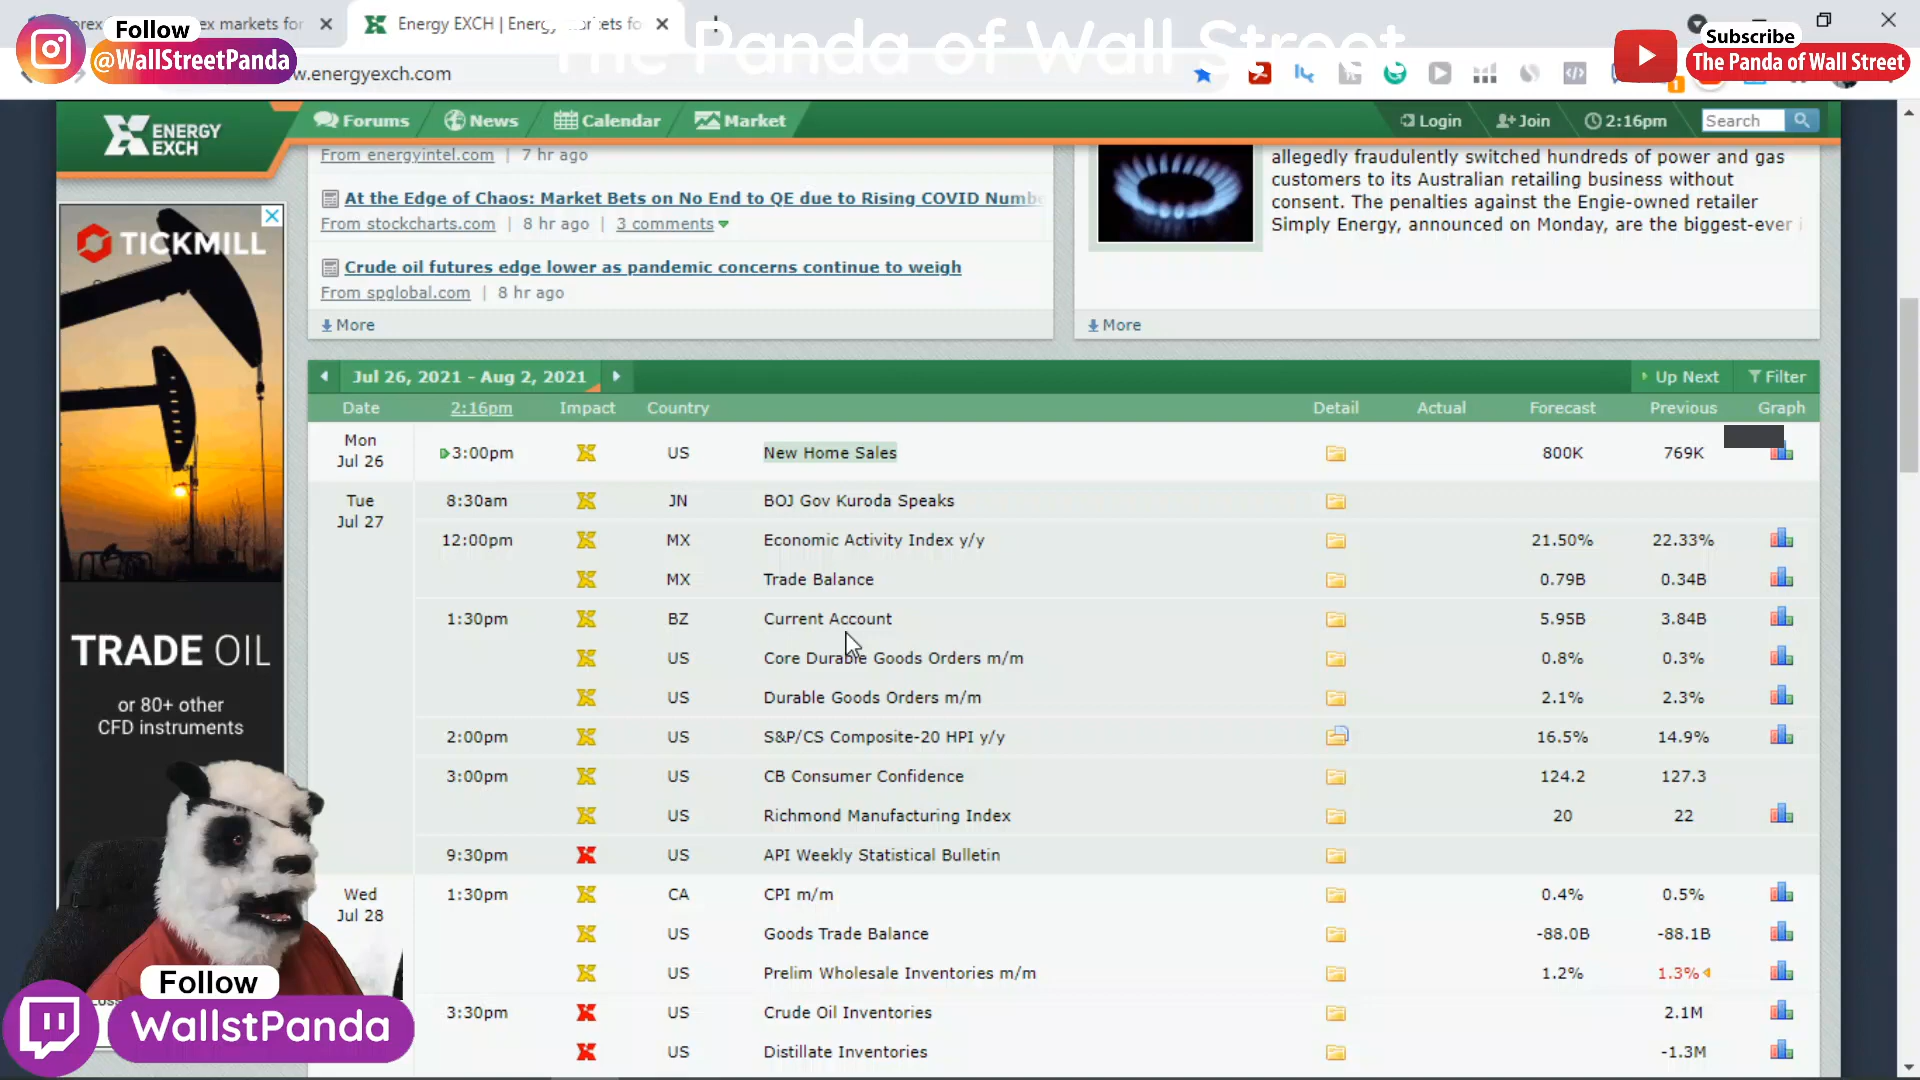 ex markets for
Energy EXCH | Energy
Follow
@WallStreetPanda
The Panda of Wall Street
Subscribe
The Panda of Wall Street
w.energyexch.com
1
ENERGY
EXCH
Forums
News
Calendar
Market
Login
Join
2:16pm
Search
From energyintel.com | 7 hr ago
At the Edge of Chaos: Market Bets on No End to QE due to Rising COVID Numb
From stockcharts.com | 8 hr ago | 3 comments
Crude oil futures edge lower as pandemic concerns continue to weigh
From spglobal.com | 8 hr ago
More
allegedly fraudulently switched hundreds of power and gas
customers to its Australian retailing business without
consent. The penalties against the Engie-owned retailer
Simply Energy, announced on Monday, are the biggest-ever
More
TICKMILL
TRADE OIL
or 80+ other
CFD instruments
Jul 26, 2021 - Aug 2, 2021
Up Next
Filter
Date 2:16pm Impact Country Detail Actual Forecast Previous Graph
Mon Jul 26 3:00pm US New Home Sales 800K 769K
Tue Jul 27 8:30am JN BOJ Gov Kuroda Speaks
12:00pm MX Economic Activity Index y/y 21.50% 22.33%
MX Trade Balance 0.79B 0.34B
1:30pm BZ Current Account 5.95B 3.84B
US Core Durable Goods Orders m/m 0.8% 0.3%
US Durable Goods Orders m/m 2.1% 2.3%
2:00pm US S&P/CS Composite-20 HPI y/y 16.5% 14.9%
3:00pm US CB Consumer Confidence 124.2 127.3
US Richmond Manufacturing Index 20 22
9:30pm US API Weekly Statistical Bulletin
Wed Jul 28 1:30pm CA CPI m/m 0.4% 0.5%
US Goods Trade Balance -88.0B -88.1B
US Prelim Wholesale Inventories m/m 1.2% 1.3%
3:30pm US Crude Oil Inventories 2.1M
US Distillate Inventories -1.3M
Follow
WallstPanda